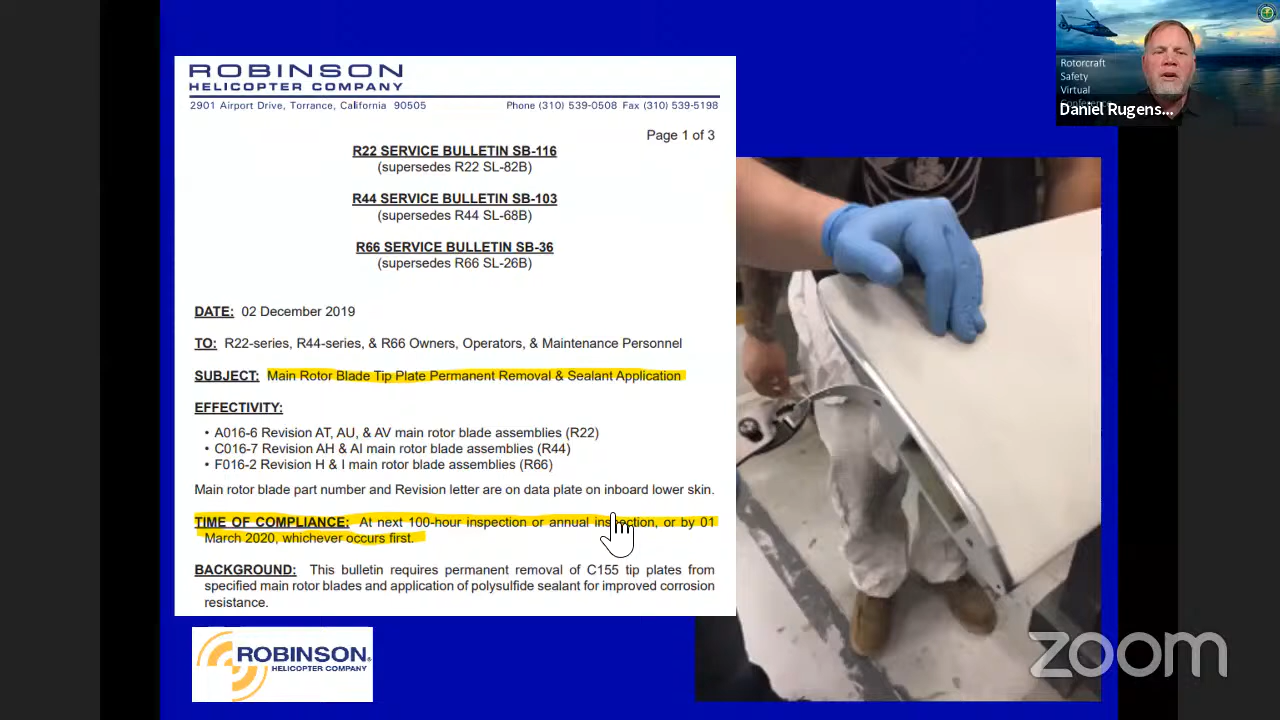 ROBINSON
HELICOPTER COMPANY
2901 Airport Drive, Torrance, California 90505 Phone (310) 539-0508 Fax (310) 539-5198
Page 1 of 3
R22 SERVICE BULLETIN SB-116
(supersedes R22 SL-82B)
R44 SERVICE BULLETIN SB-103
(supersedes R44 SL-68B)
R66 SERVICE BULLETIN SB-36
(supersedes R66 SL-26B)
DATE: 02 December 2019
TO: R22-series, R44-series, & R66 Owners, Operators, & Maintenance Personnel
SUBJECT: Main Rotor Blade Tip Plate Permanent Removal & Sealant Application
EFFECTIVITY:
• A016-6 Revision AT, AU, & AV main rotor blade assemblies (R22)
• C016-7 Revision AH & AI main rotor blade assemblies (R44)
• F016-2 Revision H & I main rotor blade assemblies (R66)
Main rotor blade part number and Revision letter are on data plate on inboard lower skin.
TIME OF COMPLIANCE: At next 100-hour inspection or annual inspection, or by 01
March 2020, whichever occurs first.
BACKGROUND: This bulletin requires permanent removal of C155 tip plates from
specified main rotor blades and application of polysulfide sealant for improved corrosion
resistance.
ROBINSON®
HELICOPTER COMPANY
Rotorcraft
Safety
Virtual
Daniel Rugens...
zoom